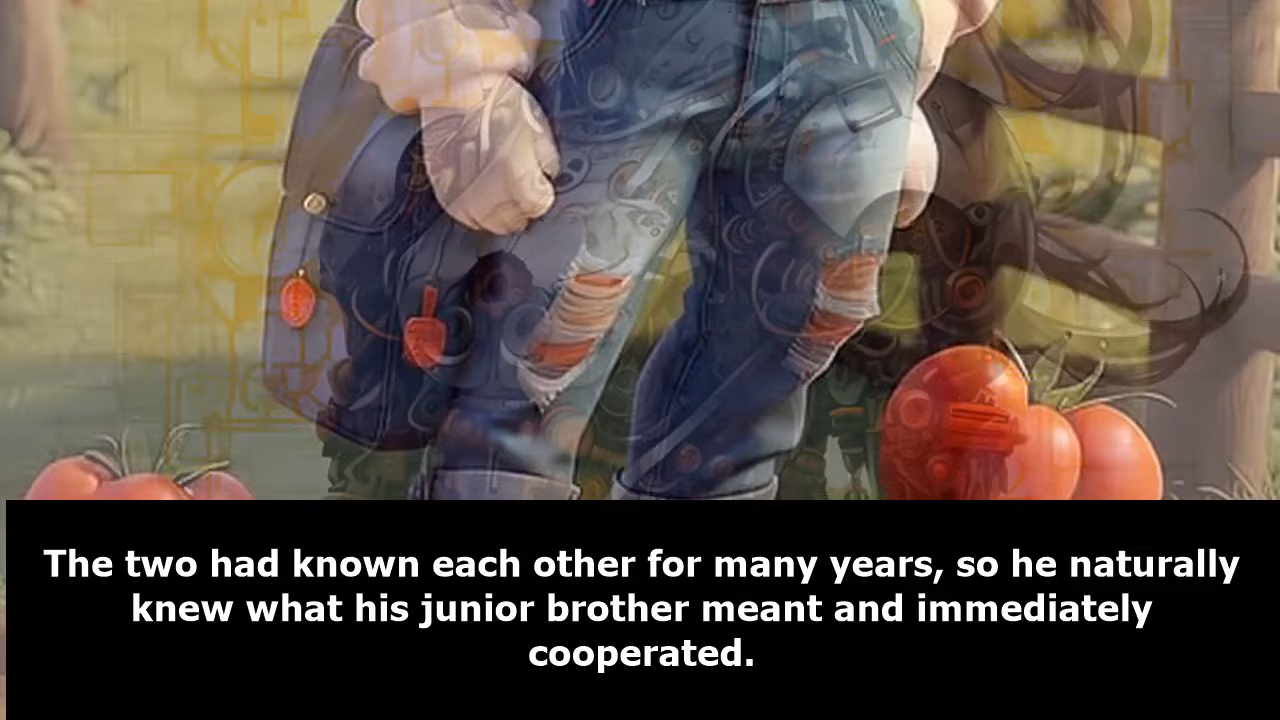 The two had known each other for many years, so he naturally
knew what his junior brother meant and immediately
cooperated.